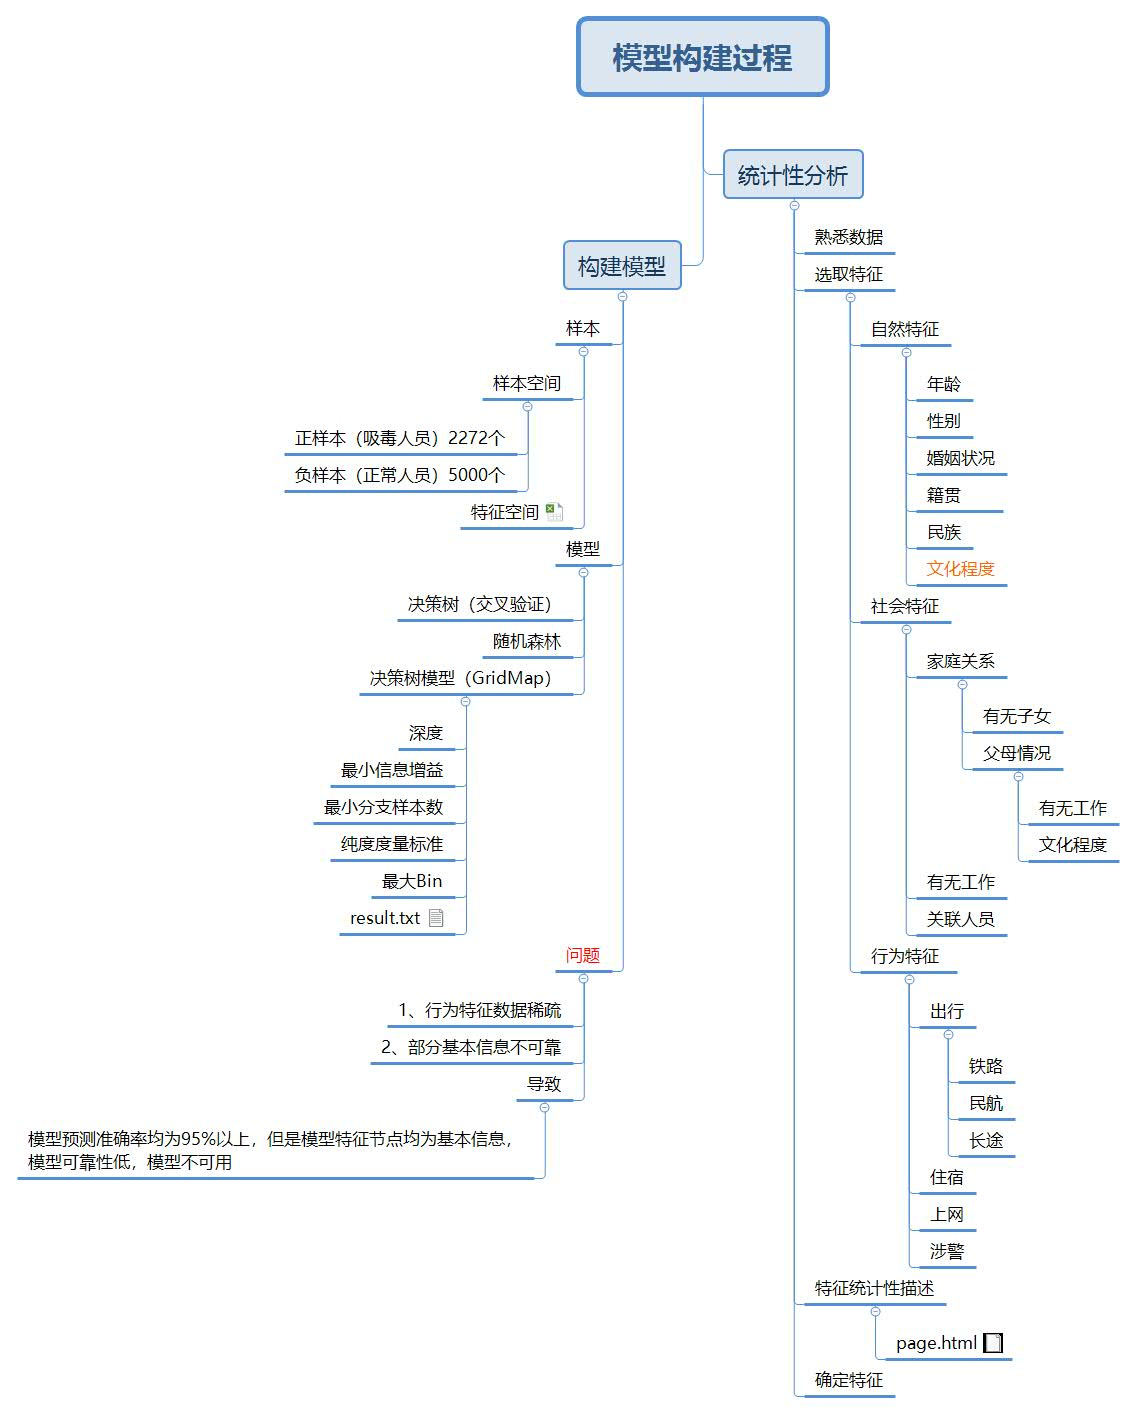 模型构建过程
统计性分析
熟悉数据
选取特征
自然特征
年龄
性别
婚姻状况
籍贯
民族
文化程度
社会特征
家庭关系
有无子女
父母情况
有无工作
文化程度
有无工作
关联人员
行为特征
出行
铁路
民航
长途
住宿
上网
涉警
特征统计性描述
page.html
确定特征
构建模型
样本
样本空间
正样本（吸毒人员）2272个
负样本（正常人员）5000个
特征空间
模型
决策树（交叉验证）
随机森林
决策树模型（GridMap）
深度
最小信息增益
最小分支样本数
纯度度量标准
最大Bin
result.txt
问题
1、行为特征数据稀疏
2、部分基本信息不可靠
导致
模型预测准确率均为95%以上，但是模型特征节点均为基本信息，
模型可靠性低，模型不可用